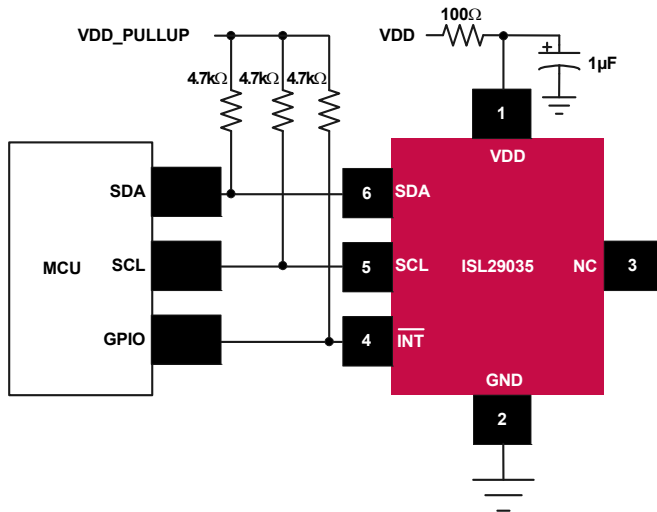 VDD_PULLUP
VDD
100Ω
1µF
4.7kΩ 4.7kΩ 4.7kΩ
1
VDD
SDA
6
SDA
MCU
SCL
5
SCL
ISL29035
NC
3
GPIO
4
INT
GND
2